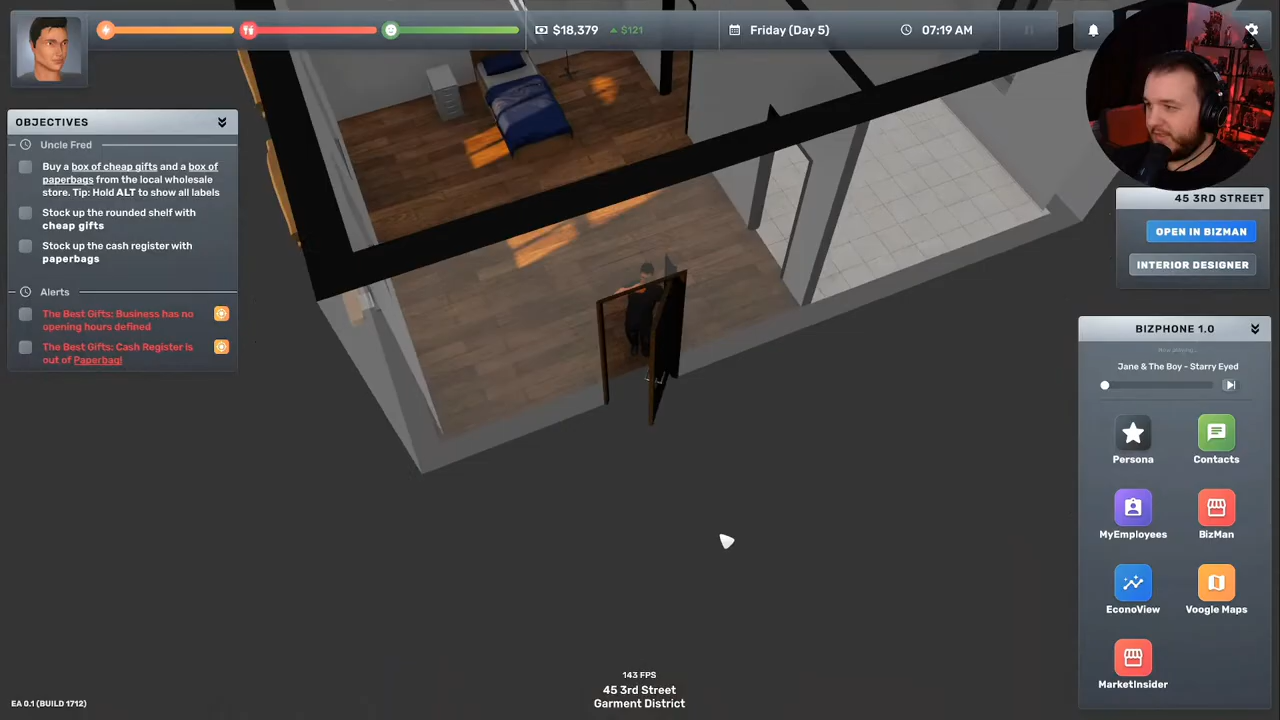 $18,379
$121
Friday (Day 5)
07:19 AM
OBJECTIVES
Uncle Fred
Buy a box of cheap gifts and a box
of paperbags from the local wholesale
store. Tip: Hold ALT to show all labels
Stock up the rounded shelf with
cheap gifts
Stock up the cash register with
paperbags
Alerts
The Best Gifts: Business has no
opening hours defined
The Best Gifts: Cash Register is
out of Paperbag!
45 3RD STREET
OPEN IN BIZMAN
INTERIOR DESIGNER
BIZPHONE 1.0
Now playing...
Jane & The Boy - Starry Eyed
Persona
Contacts
MyEmployees
BizMan
EconoView
Voogle Maps
MarketInsider
143 FPS
45 3rd Street
Garment District
EA 0.1 (BUILD 1712)